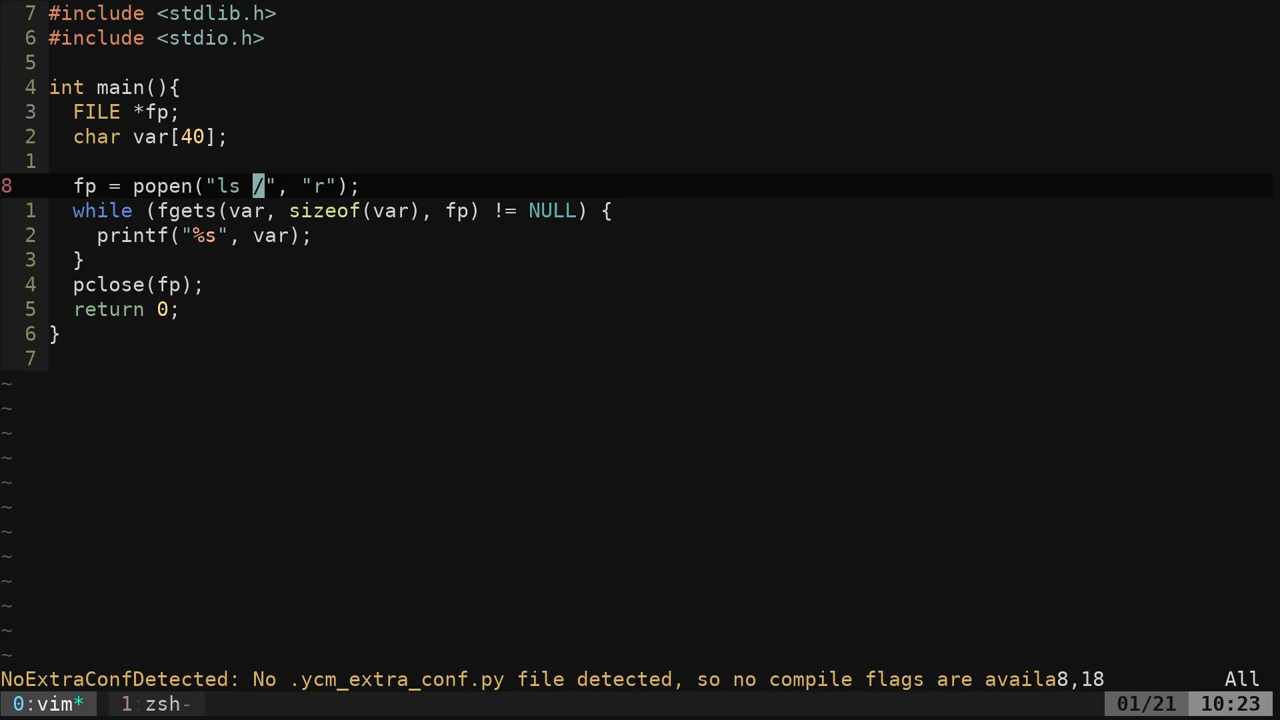 7 #include <stdlib.h>
6 #include <stdio.h>
5
4 int main(){
3   FILE *fp;
2   char var[40];
1
8     fp = popen("ls /", "r");
1   while (fgets(var, sizeof(var), fp) != NULL) {
2     printf("%s", var);
3   }
4   pclose(fp);
5   return 0;
6 }
7
~
~
~
~
~
~
~
~
~
~
~
~
NoExtraConfDetected: No .ycm_extra_conf.py file detected, so no compile flags are availa8,18 All
0:vim* 1:zsh- 01/21 10:23